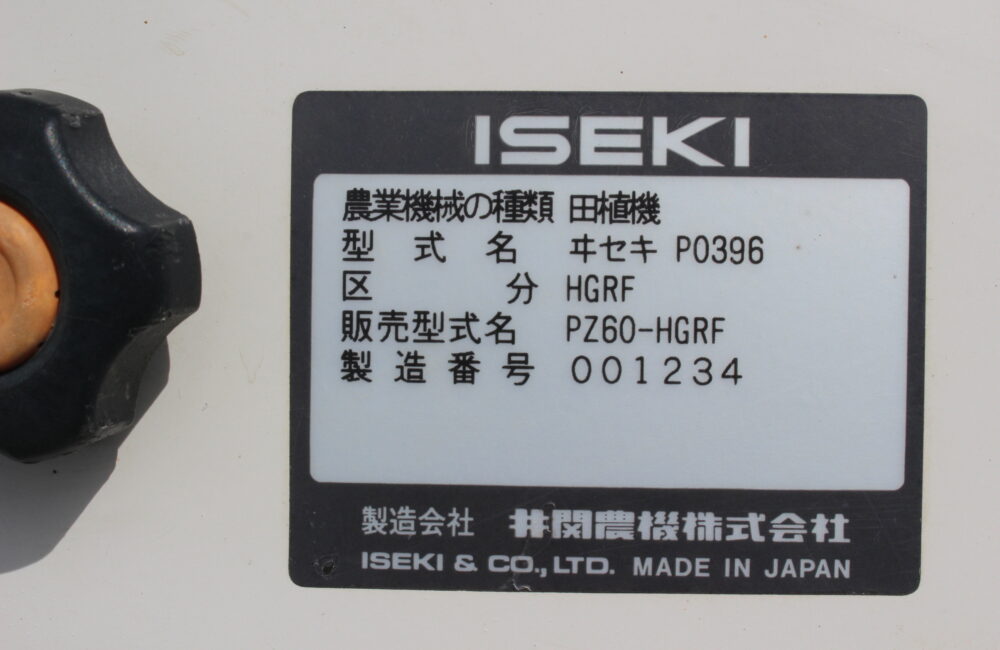 ISEKI
農業機械の種類 田植機
型式名 ヰセキ P0396
区分 HGRF
販売型式名 PZ60-HGRF
製造番号 001234
製造会社 井関農機株式会社
ISEKI & CO.,LTD. MADE IN JAPAN